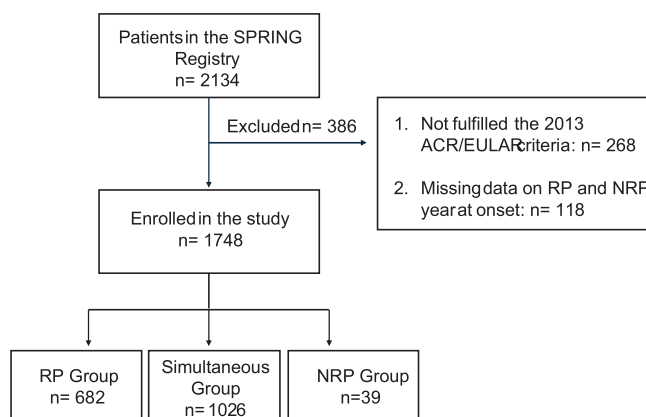 Patients in the SPRING
Registry
n= 2134
Excluded n= 386
1. Not fulfilled the 2013
ACR/EULAR criteria: n= 268
2. Missing data on RP and NRP
year at onset: n= 118
Enrolled in the study
n= 1748
RP Group
n= 682
Simultaneous
Group
n= 1026
NRP Group
n=39